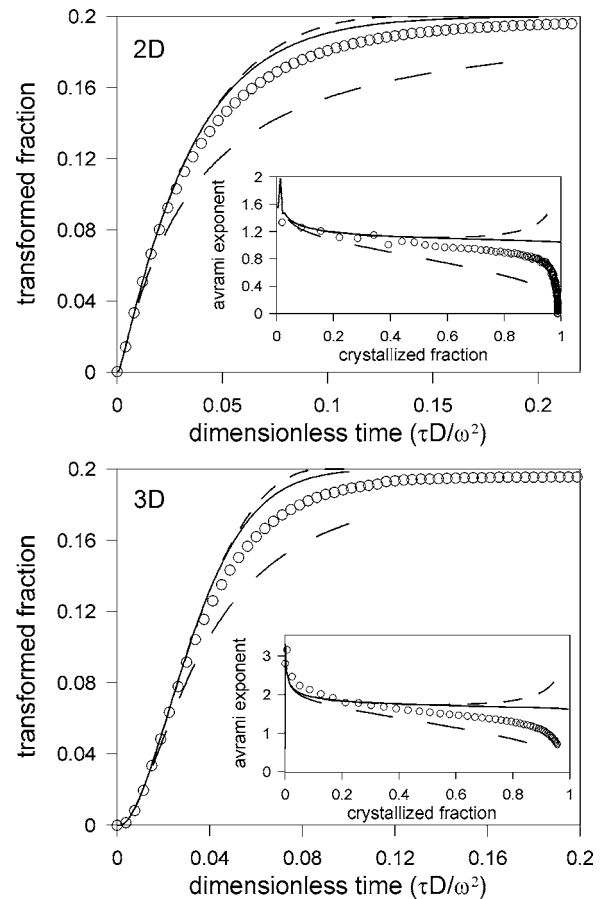 2D
transformed fraction
0.2
0.16
0.12
0.08
0.04
0
0 0.05 0.1 0.15 0.2
dimensionless time (τD/ω²)
avrami exponent
2
1.6
1.2
0.8
0.4
0
0 0.2 0.4 0.6 0.8 1
crystallized fraction
3D
transformed fraction
0.2
0.16
0.12
0.08
0.04
0
0 0.04 0.08 0.12 0.16 0.2
dimensionless time (τD/ω²)
avrami exponent
3
2
1
0
0 0.2 0.4 0.6 0.8 1
crystallized fraction